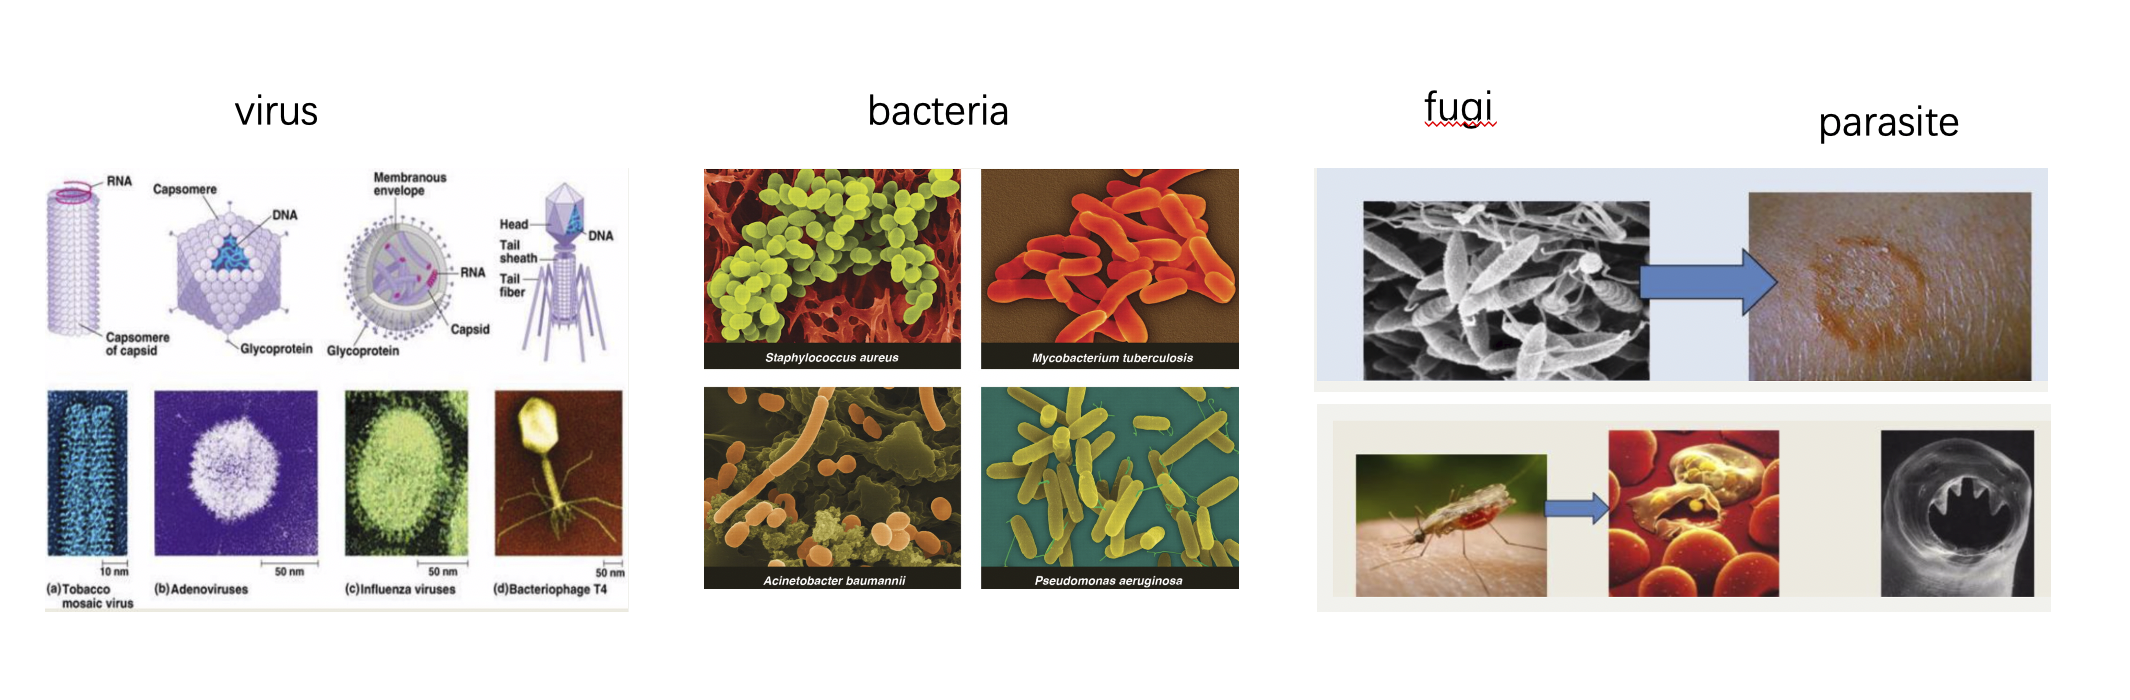 virus
bacteria
fugi
parasite
RNA
Capsomere
of capsid
Capsomere
DNA
Glycoprotein
Membranous
envelope
RNA
Capsid
Glycoprotein
Head
DNA
Tail
sheath
Tail
fiber
10 nm
(a)Tobacco
mosaic virus
50 nm
(b)Adenoviruses
50 nm
(c)Influenza viruses
50 nm
(d)Bacteriophage T4
Staphylococcus aureus
Mycobacterium tuberculosis
Acinetobacter baumannii
Pseudomonas aeruginosa